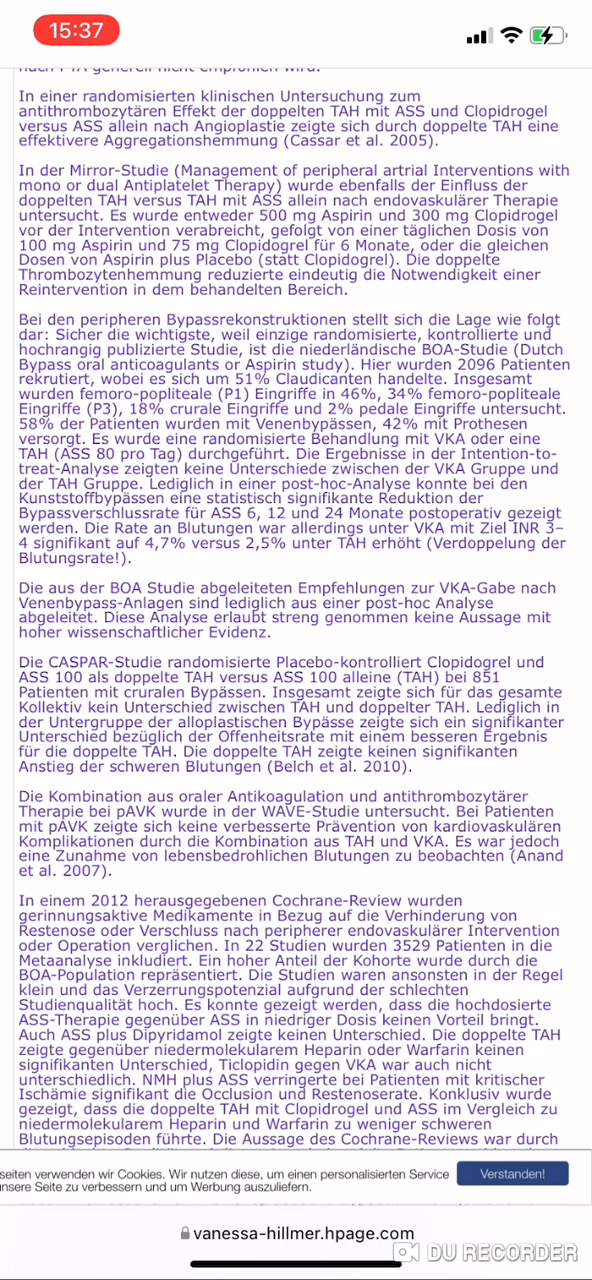 15:37
In einer randomisierten klinischen Untersuchung zum
antithrombozytären Effekt der doppelten TAH mit ASS und Clopidrogel
versus ASS allein nach Angioplastie zeigte sich durch doppelte TAH eine
effektivere Aggregationshemmung (Cassar et al. 2005).
In der Mirror-Studie (Management of peripheral artrial Interventions with
mono or dual Antiplatelet Therapy) wurde ebenfalls der Einfluss der
doppelten TAH versus TAH mit ASS allein nach endovaskulärer Therapie
untersucht. Es wurde entweder 500 mg Aspirin und 300 mg Clopidrogel
vor der Intervention verabreicht, gefolgt von einer täglichen Dosis von
100 mg Aspirin und 75 mg Clopidogrel für 6 Monate, oder die gleichen
Dosen von Aspirin plus Placebo (statt Clopidogrel). Die doppelte
Thrombozytenhemmung reduzierte eindeutig die Notwendigkeit einer
Reintervention in dem behandelten Bereich.
Bei den peripheren Bypassrekonstruktionen stellt sich die Lage wie folgt
dar: Sicher die wichtigste, weil einzige randomisierte, kontrollierte und
hochrangig publizierte Studie, ist die niederländische BOA-Studie (Dutch
Bypass oral anticoagulants or Aspirin study). Hier wurden 2096 Patienten
rekrutiert, wobei es sich um 51% Claudicanten handelte. Insgesamt
wurden femoro-popliteale (P1) Eingriffe in 46%, 34% femoro-popliteale
Eingriffe (P3), 18% crurale Eingriffe und 2% pedale Eingriffe untersucht.
58% der Patienten wurden mit Venenbypässen, 42% mit Prothesen
versorgt. Es wurde eine randomisierte Behandlung mit VKA oder eine
TAH (ASS 80 pro Tag) durchgeführt. Die Ergebnisse in der Intention-to-
treat-Analyse zeigten keine Unterschiede zwischen der VKA Gruppe und
der TAH Gruppe. Lediglich in einer post-hoc-Analyse konnte bei den
Kunststoffbypässen eine statistisch signifikante Reduktion der
Bypassverschlussrate für ASS 6, 12 und 24 Monate postoperativ gezeigt
werden. Die Rate an Blutungen war allerdings unter VKA mit Ziel INR 3–
4 signifikant auf 4,7% versus 2,5% unter TAH erhöht (Verdoppelung der
Blutungsrate!).
Die aus der BOA Studie abgeleiteten Empfehlungen zur VKA-Gabe nach
Venenbypass-Anlagen sind lediglich aus einer post-hoc Analyse
abgeleitet. Diese Analyse erlaubt streng genommen keine Aussage mit
hoher wissenschaftlicher Evidenz.
Die CASPAR-Studie randomisierte Placebo-kontrolliert Clopidogrel und
ASS 100 als doppelte TAH versus ASS 100 alleine (TAH) bei 851
Patienten mit cruralen Bypässen. Insgesamt zeigte sich für das gesamte
Kollektiv kein Unterschied zwischen TAH und doppelter TAH. Lediglich in
der Untergruppe der alloplastischen Bypässe zeigte sich ein signifikanter
Unterschied bezüglich der Offenheitsrate mit einem besseren Ergebnis
für die doppelte TAH. Die doppelte TAH zeigte keinen signifikanten
Anstieg der schweren Blutungen (Belch et al. 2010).
Die Kombination aus oraler Antikoagulation und antithrombozytärer
Therapie bei pAVK wurde in der WAVE-Studie untersucht. Bei Patienten
mit pAVK zeigte sich keine verbesserte Prävention von kardiovaskulären
Komplikationen durch die Kombination aus TAH und VKA. Es war jedoch
eine Zunahme von lebensbedrohlichen Blutungen zu beobachten (Anand
et al. 2007).
In einem 2012 herausgegebenen Cochrane-Review wurden
gerinnungsaktive Medikamente in Bezug auf die Verhinderung von
Restenose oder Verschluss nach peripherer endovaskulärer Intervention
oder Operation verglichen. In 22 Studien wurden 3529 Patienten in die
Metaanalyse inkludiert. Ein hoher Anteil der Kohorte wurde durch die
BOA-Population repräsentiert. Die Studien waren ansonsten in der Regel
klein und das Verzerrungspotenzial aufgrund der schlechten
Studienqualität hoch. Es konnte gezeigt werden, dass die hochdosierte
ASS-Therapie gegenüber ASS in niedriger Dosis keinen Vorteil bringt.
Auch ASS plus Dipyridamol zeigte keinen Unterschied. Die doppelte TAH
zeigte gegenüber niedermolekularem Heparin oder Warfarin keinen
signifikanten Unterschied, Ticlopidin gegen VKA war auch nicht
unterschiedlich. NMH plus ASS verringerte bei Patienten mit kritischer
Ischämie signifikant die Occlusion und Restenoserate. Konklusiv wurde
gezeigt, dass die doppelte TAH mit Clopidogrel und ASS im Vergleich zu
niedermolekularem Heparin und Warfarin zu weniger schweren
Blutungsepisoden führte. Die Aussage des Cochrane-Reviews war durch
seiten verwenden wir Cookies. Wir nutzen diese, um einen personalisierten Service
unsere Seite zu verbessern und um Werbung auszuliefern.
Verstanden!
vanessa-hillmer.hpage.com
DU RECORDER